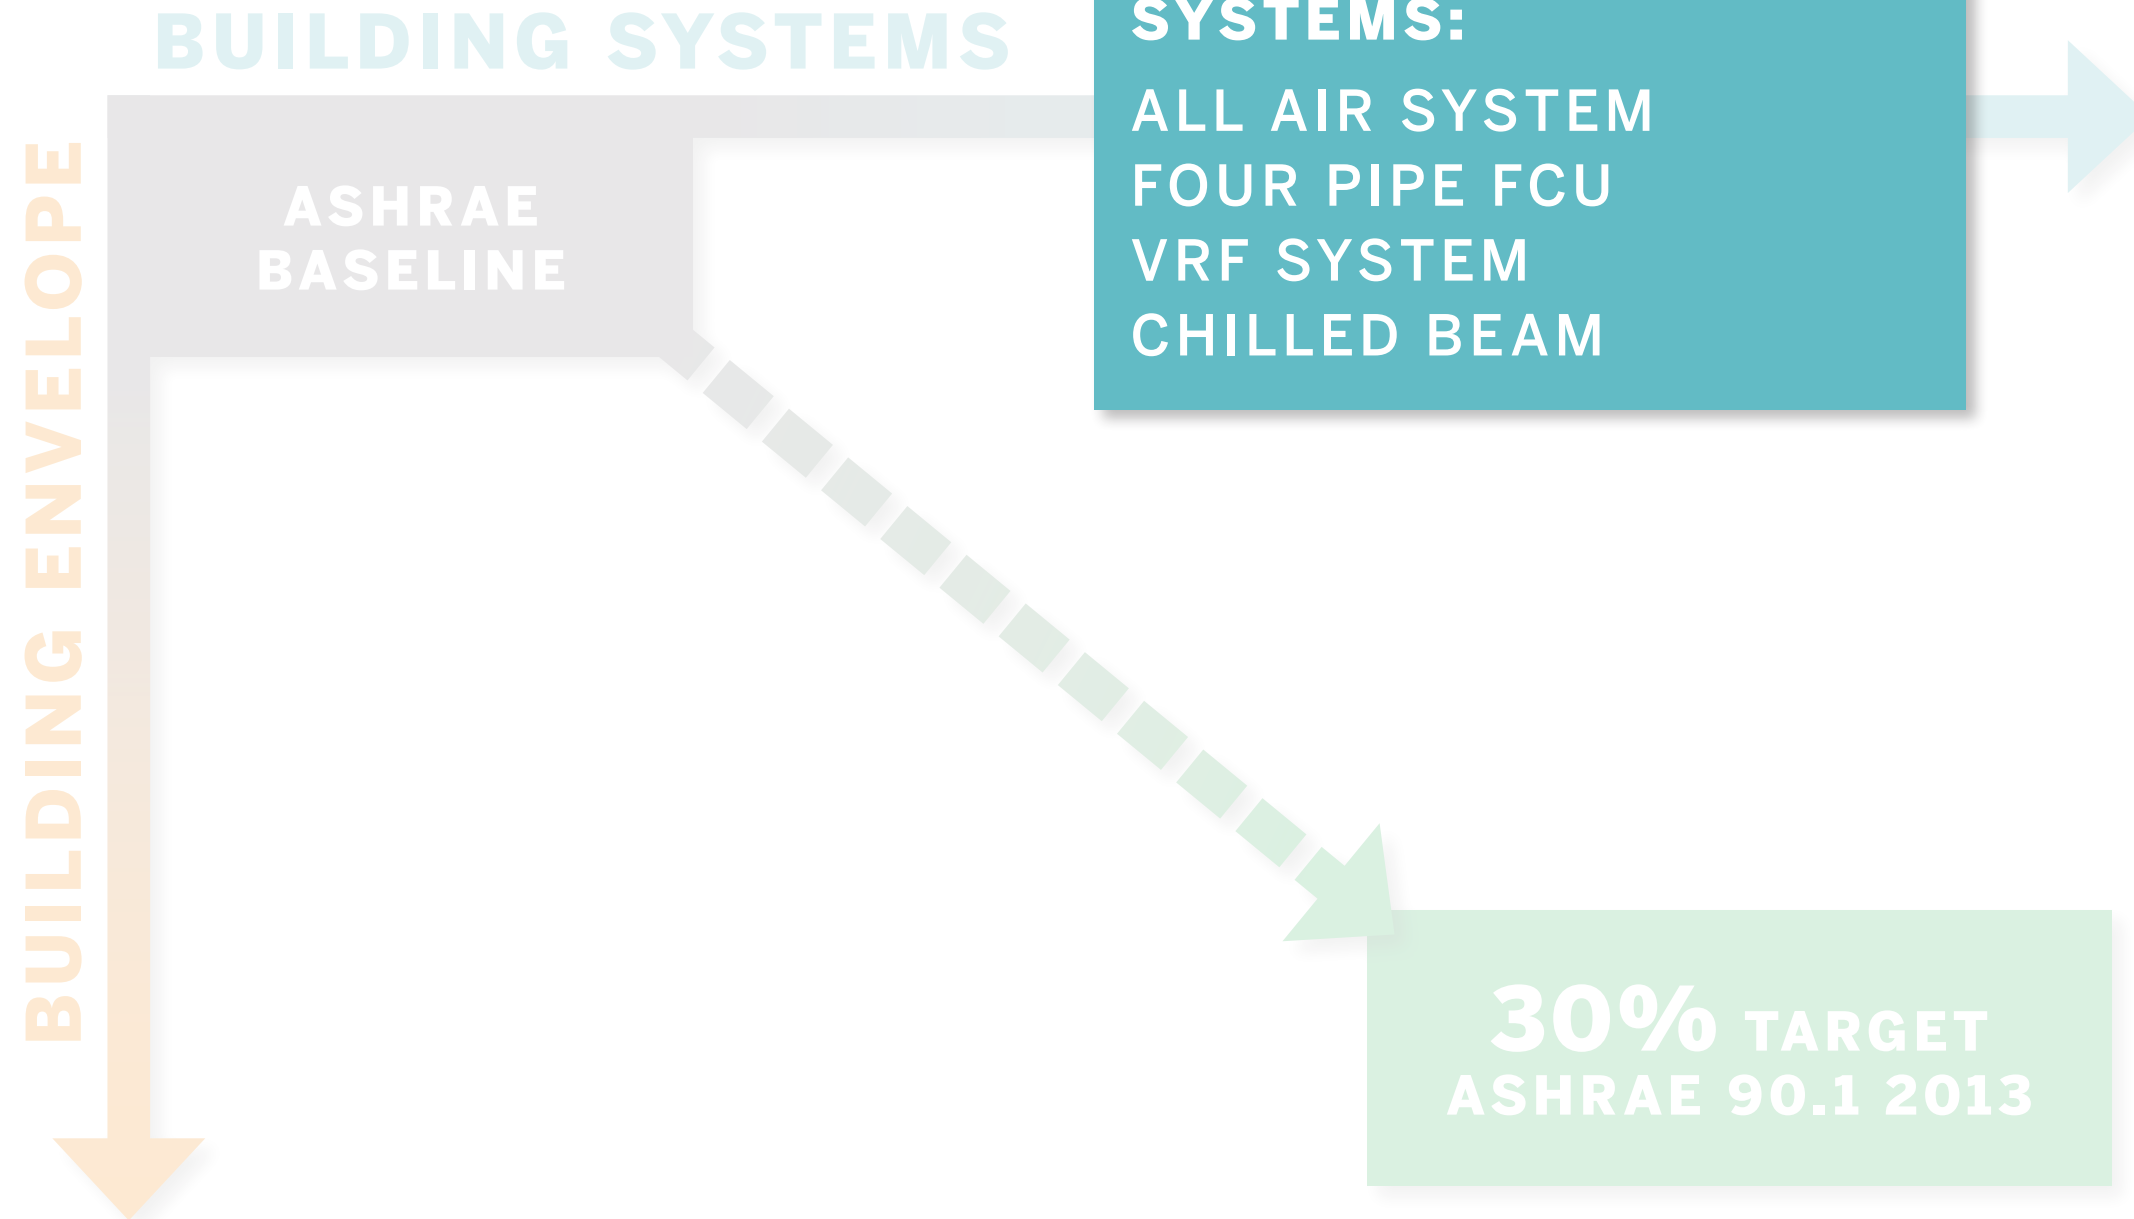 BUILDING SYSTEMS
SYSTEMS:
ALL AIR SYSTEM
FOUR PIPE FCU
VRF SYSTEM
CHILLED BEAM
ASHRAE
BASELINE
BUILDING ENVELOPE
30% TARGET
ASHRAE 90.1 2013